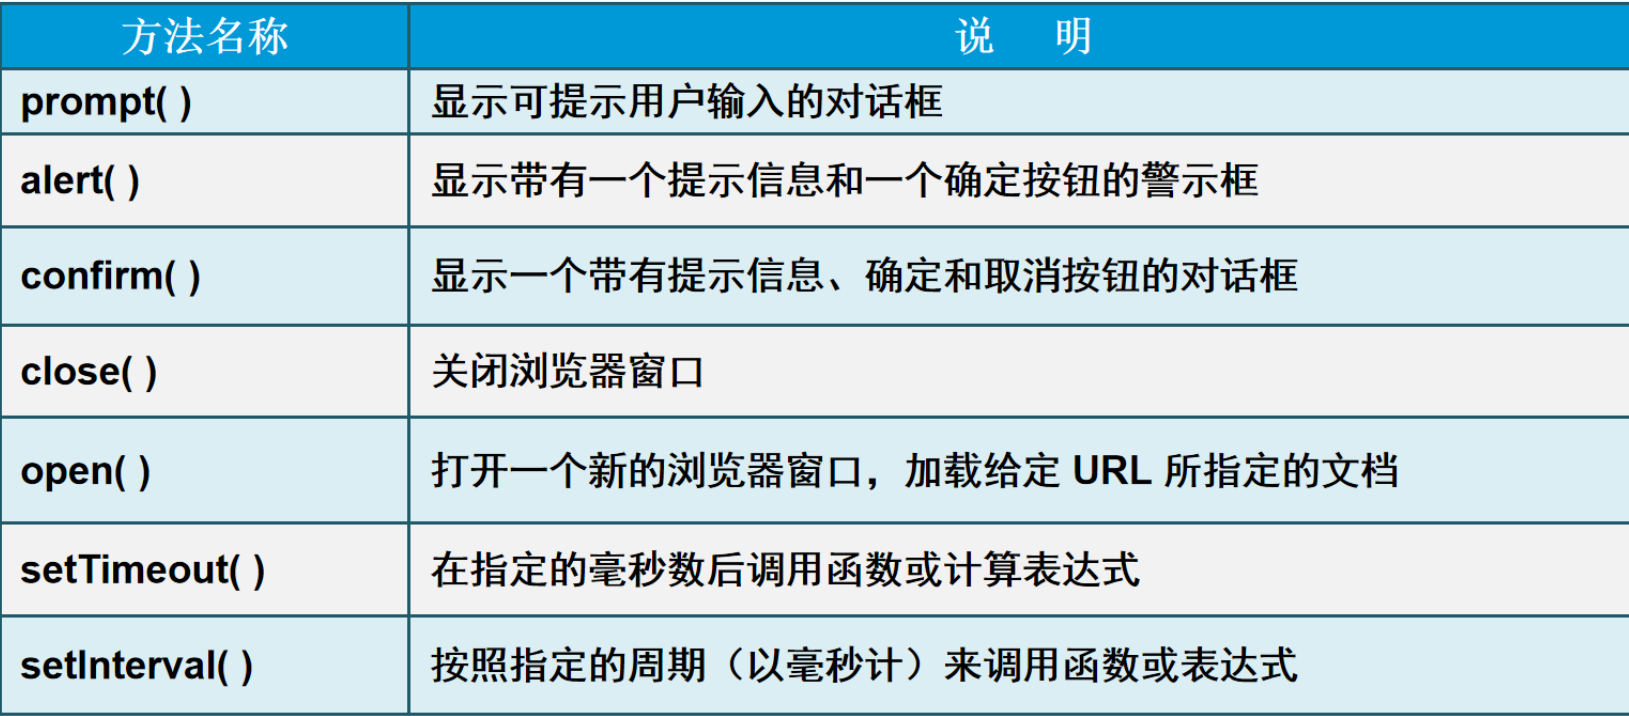 方法名称 说 明
prompt( ) 显示可提示用户输入的对话框
alert( ) 显示带有一个提示信息和一个确定按钮的警示框
confirm( ) 显示一个带有提示信息、确定和取消按钮的对话框
close( ) 关闭浏览器窗口
open( ) 打开一个新的浏览器窗口，加载给定 URL 所指定的文档
setTimeout( ) 在指定的毫秒数后调用函数或计算表达式
setInterval( ) 按照指定的周期（以毫秒计）来调用函数或表达式